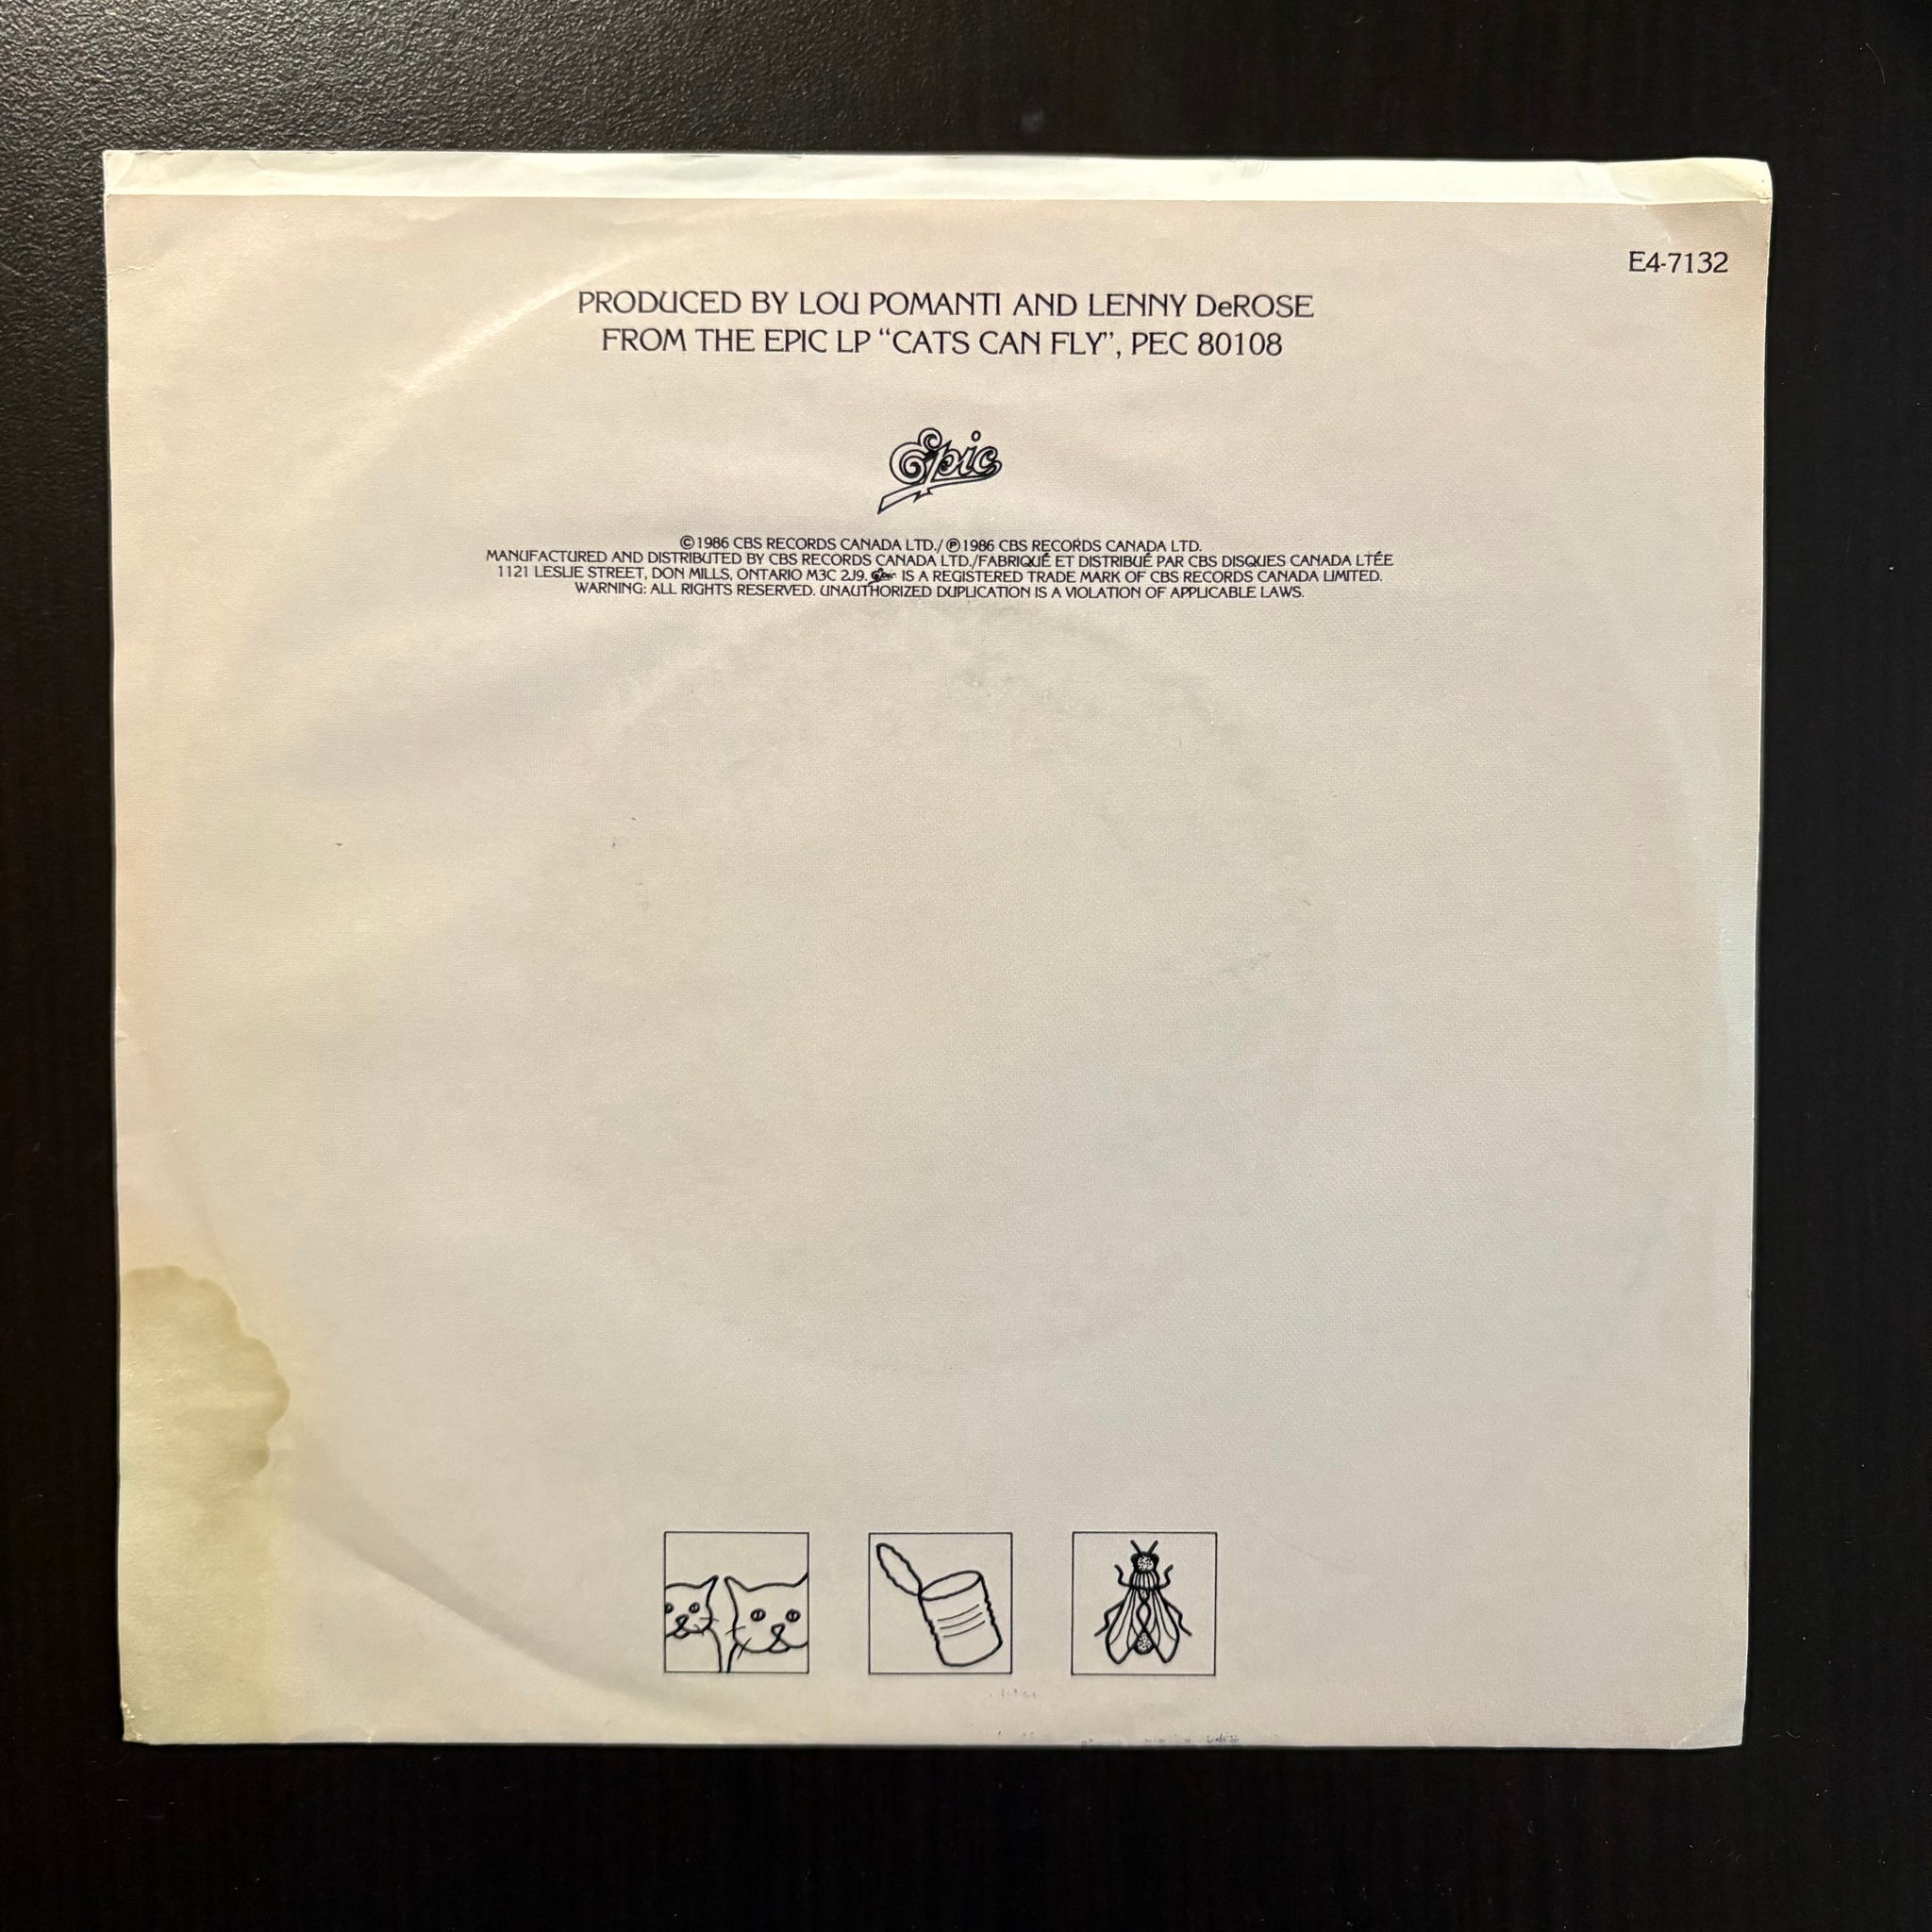 E4-7132
PRODUCED BY LOU POMANTI AND LENNY DeROSE
FROM THE EPIC LP “CATS CAN FLY”, PEC 80108
Epic
©1986 CBS RECORDS CANADA LTD./℗1986 CBS RECORDS CANADA LTD.
MANUFACTURED AND DISTRIBUTED BY CBS RECORDS CANADA LTD./FABRIQUÉ ET DISTRIBUÉ PAR CBS DISQUES CANADA LTÉE
1121 LESLIE STREET, DON MILLS, ONTARIO M3C 2J9. Epic IS A REGISTERED TRADE MARK OF CBS RECORDS CANADA LIMITED.
WARNING: ALL RIGHTS RESERVED. UNAUTHORIZED DUPLICATION IS A VIOLATION OF APPLICABLE LAWS.